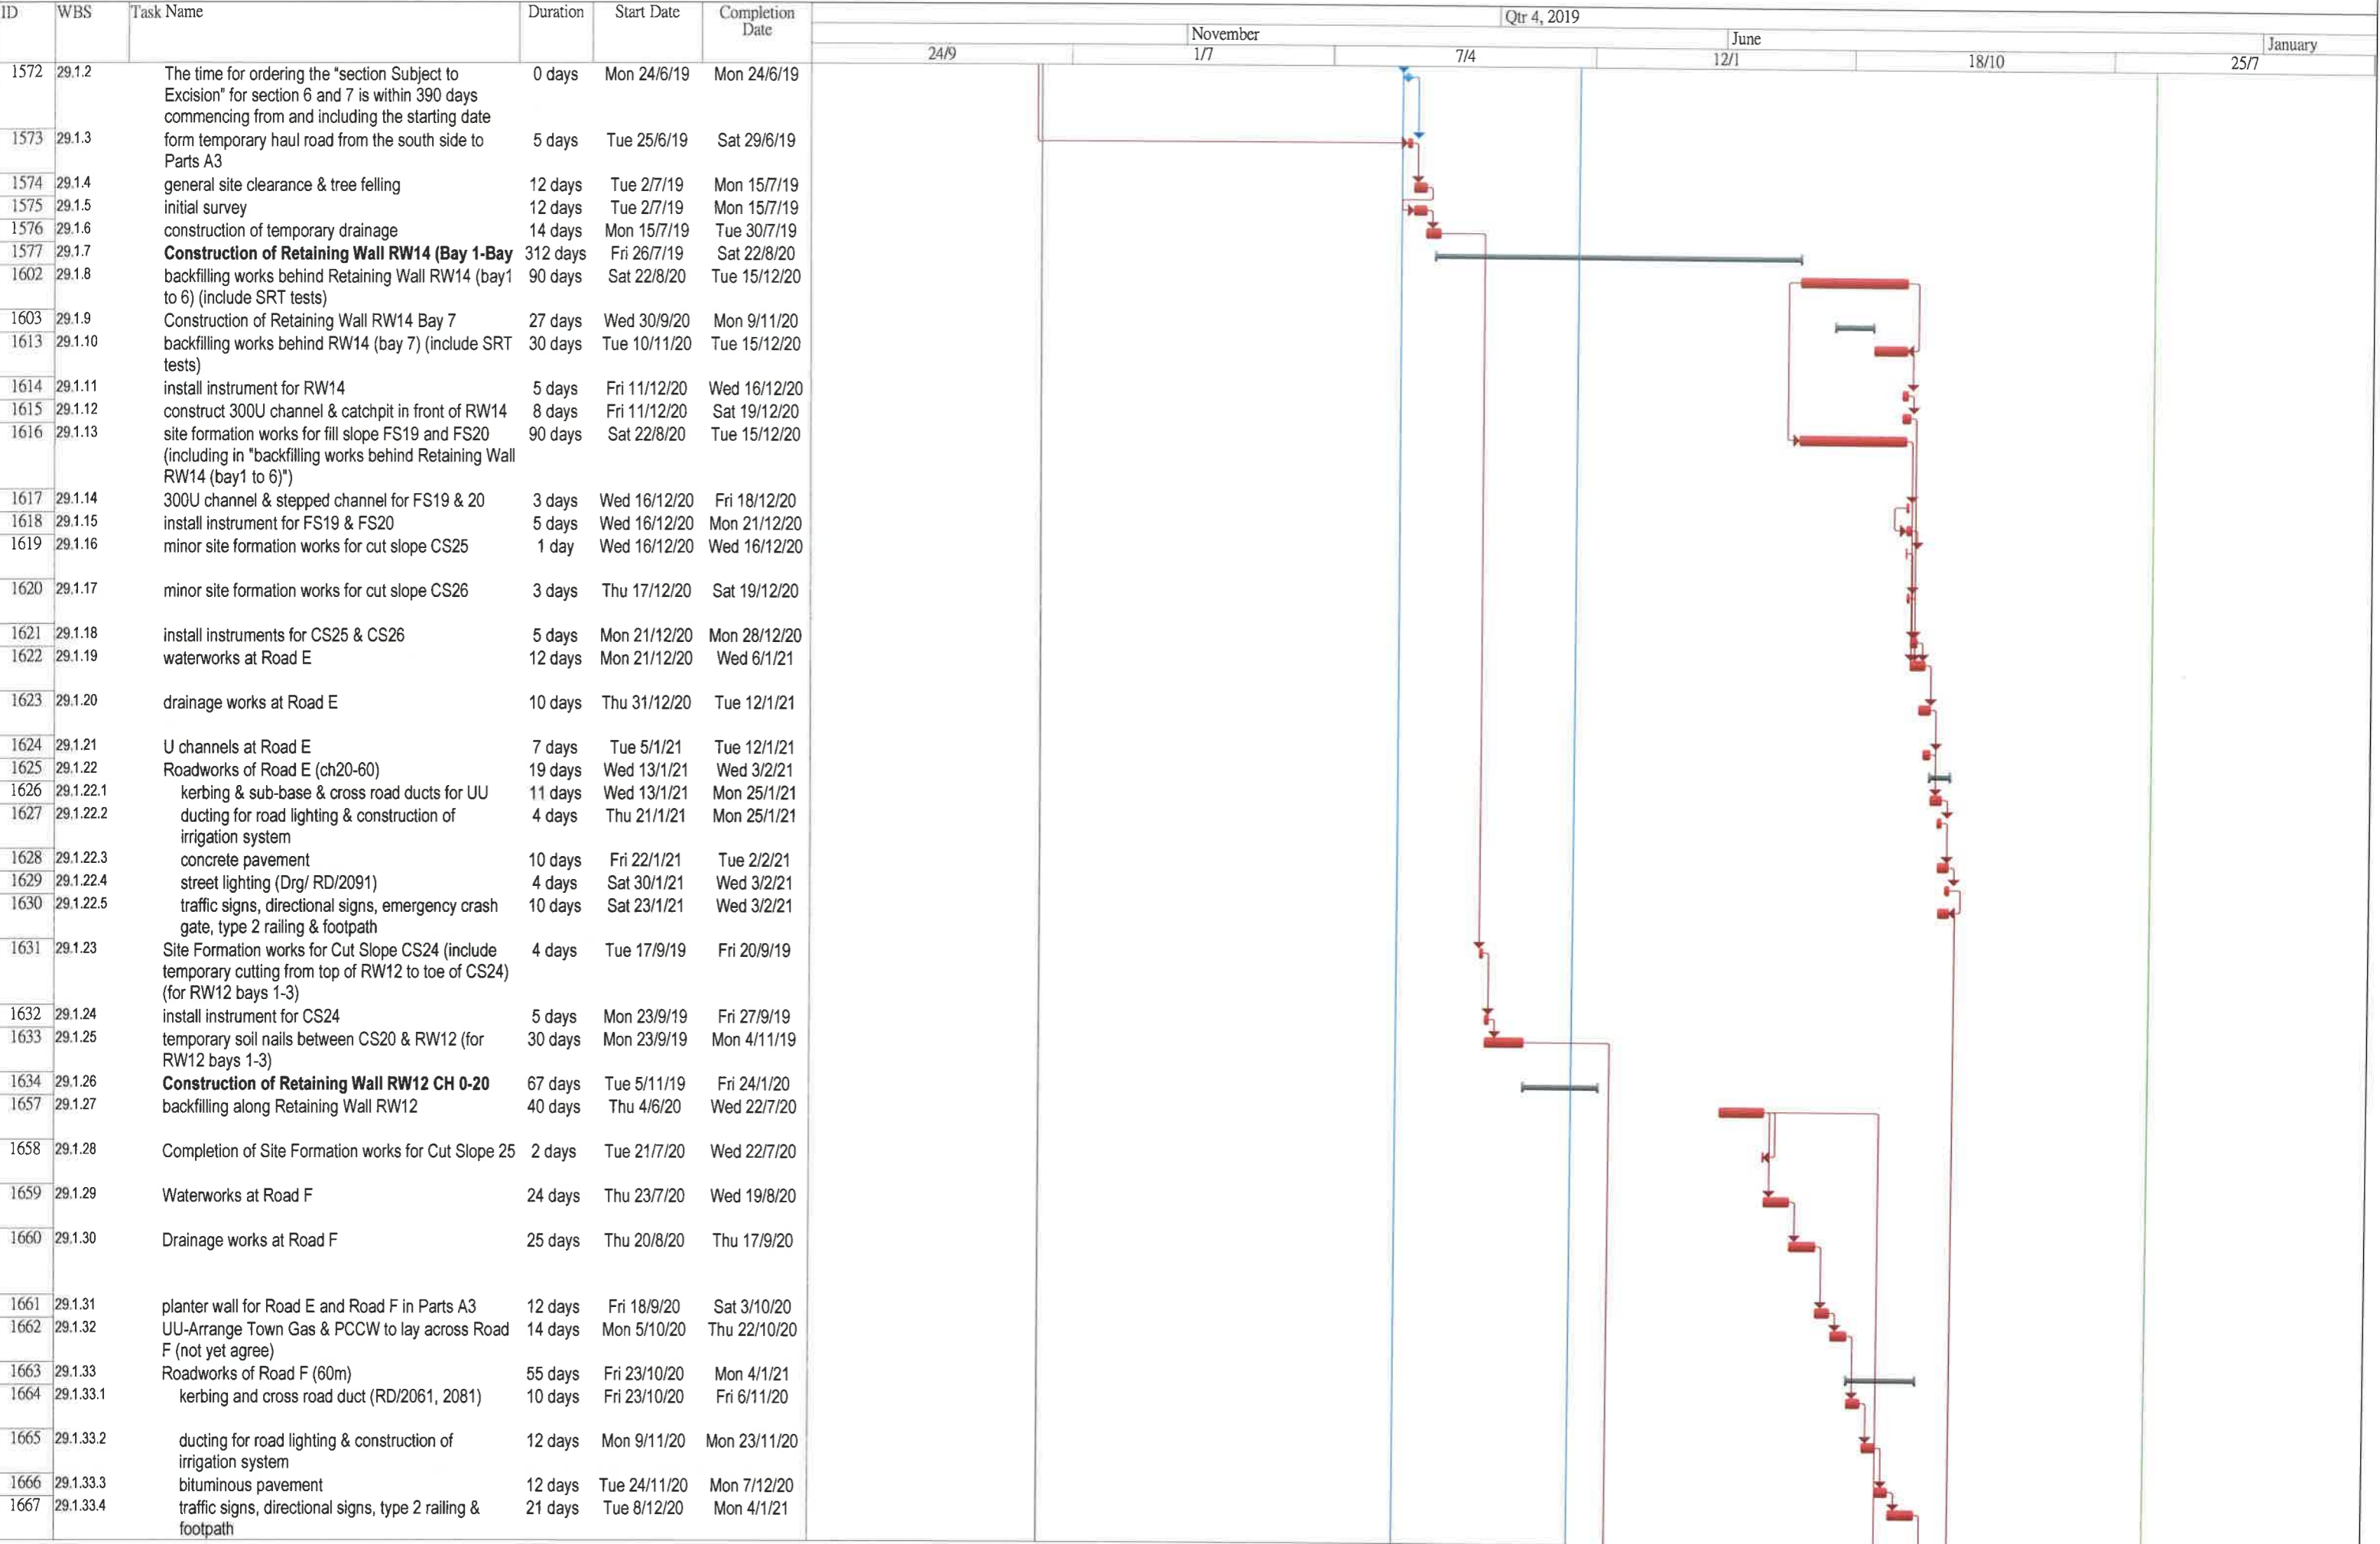 ID WBS Task Name Duration Start Date Completion Date
Qtr 4, 2019
November June January
24/9 1/7 7/4 12/1 18/10 25/7
1572 29.1.2 The time for ordering the "section Subject to 0 days Mon 24/6/19 Mon 24/6/19
Excision" for section 6 and 7 is within 390 days
commencing from and including the starting date
1573 29.1.3 form temporary haul road from the south side to 5 days Tue 25/6/19 Sat 29/6/19
Parts A3
1574 29.1.4 general site clearance & tree felling 12 days Tue 2/7/19 Mon 15/7/19
1575 29.1.5 initial survey 12 days Tue 2/7/19 Mon 15/7/19
1576 29.1.6 construction of temporary drainage 14 days Mon 15/7/19 Tue 30/7/19
1577 29.1.7 Construction of Retaining Wall RW14 (Bay 1-Bay 312 days Fri 26/7/19 Sat 22/8/20
1602 29.1.8 backfilling works behind Retaining Wall RW14 (bay1 90 days Sat 22/8/20 Tue 15/12/20
to 6) (include SRT tests)
1603 29.1.9 Construction of Retaining Wall RW14 Bay 7 27 days Wed 30/9/20 Mon 9/11/20
1613 29.1.10 backfilling works behind RW14 (bay 7) (include SRT 30 days Tue 10/11/20 Tue 15/12/20
tests)
1614 29.1.11 install instrument for RW14 5 days Fri 11/12/20 Wed 16/12/20
1615 29.1.12 construct 300U channel & catchpit in front of RW14 8 days Fri 11/12/20 Sat 19/12/20
1616 29.1.13 site formation works for fill slope FS19 and FS20 90 days Sat 22/8/20 Tue 15/12/20
(including in "backfilling works behind Retaining Wall
RW14 (bay1 to 6)")
1617 29.1.14 300U channel & stepped channel for FS19 & 20 3 days Wed 16/12/20 Fri 18/12/20
1618 29.1.15 install instrument for FS19 & FS20 5 days Wed 16/12/20 Mon 21/12/20
1619 29.1.16 minor site formation works for cut slope CS25 1 day Wed 16/12/20 Wed 16/12/20
1620 29.1.17 minor site formation works for cut slope CS26 3 days Thu 17/12/20 Sat 19/12/20
1621 29.1.18 install instruments for CS25 & CS26 5 days Mon 21/12/20 Mon 28/12/20
1622 29.1.19 waterworks at Road E 12 days Mon 21/12/20 Wed 6/1/21
1623 29.1.20 drainage works at Road E 10 days Thu 31/12/20 Tue 12/1/21
1624 29.1.21 U channels at Road E 7 days Tue 5/1/21 Tue 12/1/21
1625 29.1.22 Roadworks of Road E (ch20-60) 19 days Wed 13/1/21 Wed 3/2/21
1626 29.1.22.1 kerbing & sub-base & cross road ducts for UU 11 days Wed 13/1/21 Mon 25/1/21
1627 29.1.22.2 ducting for road lighting & construction of 4 days Thu 21/1/21 Mon 25/1/21
irrigation system
1628 29.1.22.3 concrete pavement 10 days Fri 22/1/21 Tue 2/2/21
1629 29.1.22.4 street lighting (Drg/ RD/2091) 4 days Sat 30/1/21 Wed 3/2/21
1630 29.1.22.5 traffic signs, directional signs, emergency crash 10 days Sat 23/1/21 Wed 3/2/21
gate, type 2 railing & footpath
1631 29.1.23 Site Formation works for Cut Slope CS24 (include 4 days Tue 17/9/19 Fri 20/9/19
temporary cutting from top of RW12 to toe of CS24)
(for RW12 bays 1-3)
1632 29.1.24 install instrument for CS24 5 days Mon 23/9/19 Fri 27/9/19
1633 29.1.25 temporary soil nails between CS20 & RW12 (for 30 days Mon 23/9/19 Mon 4/11/19
RW12 bays 1-3)
1634 29.1.26 Construction of Retaining Wall RW12 CH 0-20 67 days Tue 5/11/19 Fri 24/1/20
1657 29.1.27 backfilling along Retaining Wall RW12 40 days Thu 4/6/20 Wed 22/7/20
1658 29.1.28 Completion of Site Formation works for Cut Slope 25 2 days Tue 21/7/20 Wed 22/7/20
1659 29.1.29 Waterworks at Road F 24 days Thu 23/7/20 Wed 19/8/20
1660 29.1.30 Drainage works at Road F 25 days Thu 20/8/20 Thu 17/9/20
1661 29.1.31 planter wall for Road E and Road F in Parts A3 12 days Fri 18/9/20 Sat 3/10/20
1662 29.1.32 UU-Arrange Town Gas & PCCW to lay across Road 14 days Mon 5/10/20 Thu 22/10/20
F (not yet agree)
1663 29.1.33 Roadworks of Road F (60m) 55 days Fri 23/10/20 Mon 4/1/21
1664 29.1.33.1 kerbing and cross road duct (RD/2061, 2081) 10 days Fri 23/10/20 Fri 6/11/20
1665 29.1.33.2 ducting for road lighting & construction of 12 days Mon 9/11/20 Mon 23/11/20
irrigation system
1666 29.1.33.3 bituminous pavement 12 days Tue 24/11/20 Mon 7/12/20
1667 29.1.33.4 traffic signs, directional signs, type 2 railing & 21 days Tue 8/12/20 Mon 4/1/21
footpath